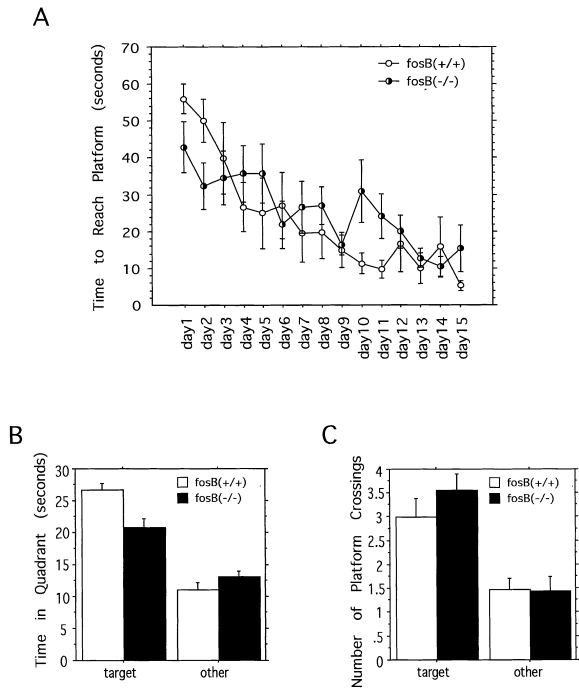 A
Time to Reach Platform (seconds)
70
60
50
40
30
20
10
0
fosB(+/+)
fosB(-/-)
day1
day2
day3
day4
day5
day6
day7
day8
day9
day10
day11
day12
day13
day14
day15
B
Time in Quadrant (seconds)
30
25
20
15
10
5
0
fosB(+/+)
fosB(-/-)
target
other
C
Number of Platform Crossings
4
3.5
3
2.5
2
1.5
1
.5
0
fosB(+/+)
fosB(-/-)
target
other